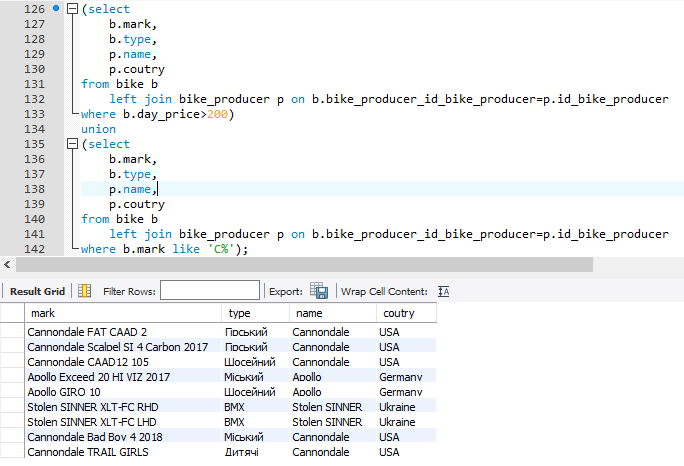 126 (select
127 b.mark,
128 b.type,
129 p.name,
130 p.coutry
131 from bike b
132 left join bike_producer p on b.bike_producer_id_bike_producer=p.id_bike_producer
133 where b.day_price>200)
134 union
135 (select
136 b.mark,
137 b.type,
138 p.name,
139 p.coutry
140 from bike b
141 left join bike_producer p on b.bike_producer_id_bike_producer=p.id_bike_producer
142 where b.mark like 'C%');
Result Grid Filter Rows: Export: Wrap Cell Content:
mark type name coutry
Cannondale FAT CAAD 2 Гірський Cannondale USA
Cannondale Scalpel SI 4 Carbon 2017 Гірський Cannondale USA
Cannondale CAAD12 105 Шосейний Cannondale USA
Apollo Exceed 20 HI VIZ 2017 Міський Apollo Germany
Apollo GIRO 10 Шосейний Apollo Germany
Stolen SINNER XLT-FC RHD BMX Stolen SINNER Ukraine
Stolen SINNER XLT-FC LHD BMX Stolen SINNER Ukraine
Cannondale Bad Boy 4 2018 Міський Cannondale USA
Cannondale TRAIL GIRLS Дитячі Cannondale USA